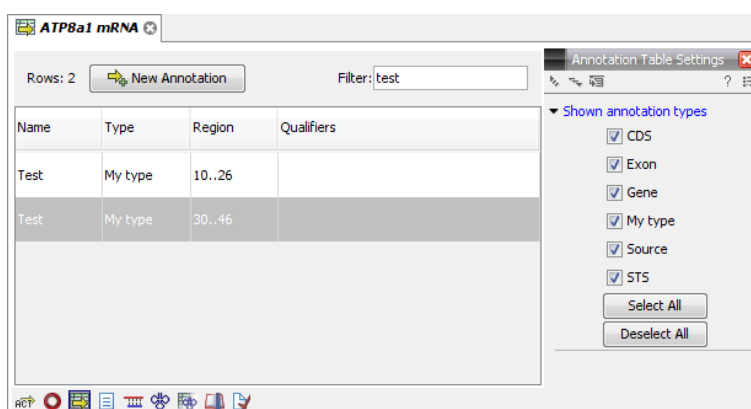 ATP8a1 mRNA
Rows: 2 New Annotation Filter: test
Name Type Region Qualifiers
Test My type 10..26
Test My type 30..46
Annotation Table Settings
?
Shown annotation types
CDS
Exon
Gene
My type
Source
STS
Select All
Deselect All
ACT